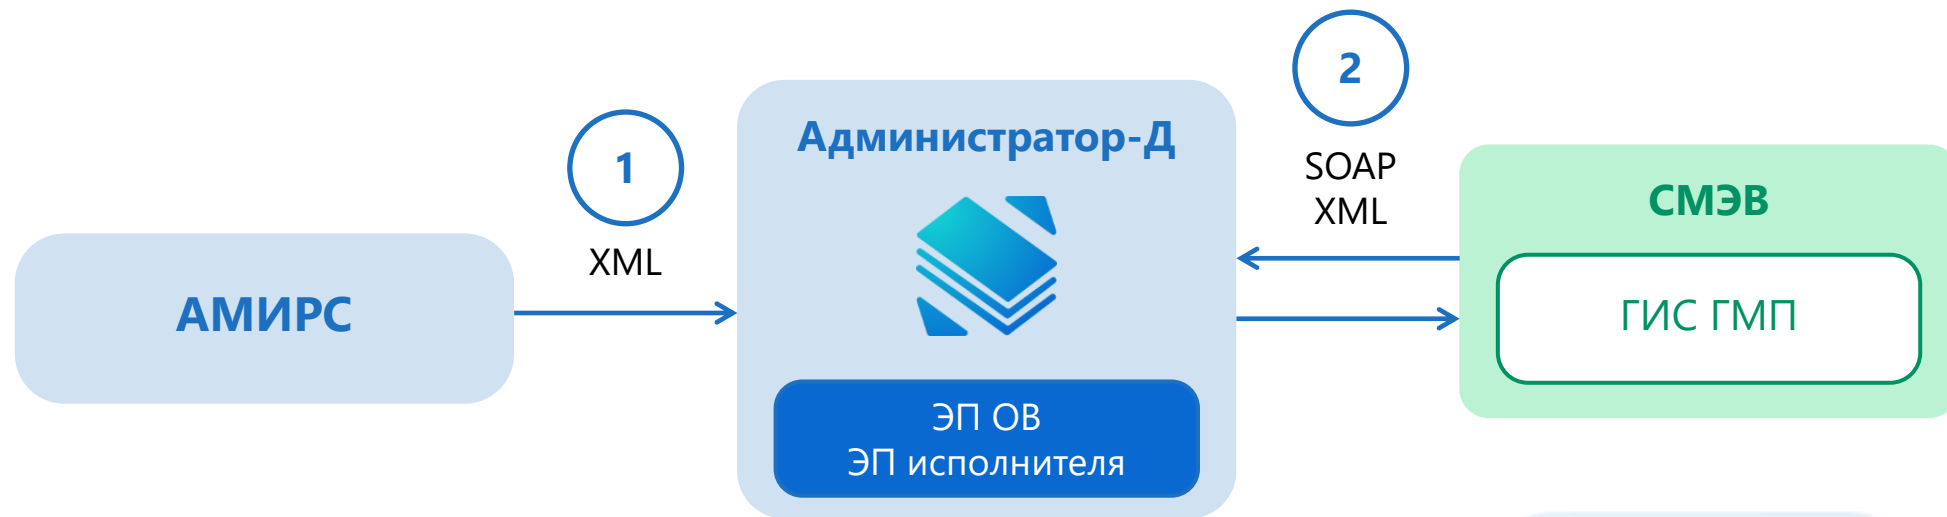 АМИРС
1
XML
Администратор-Д
ЭП ОВ
ЭП исполнителя
2
SOAP
XML
СМЭВ
ГИС ГМП